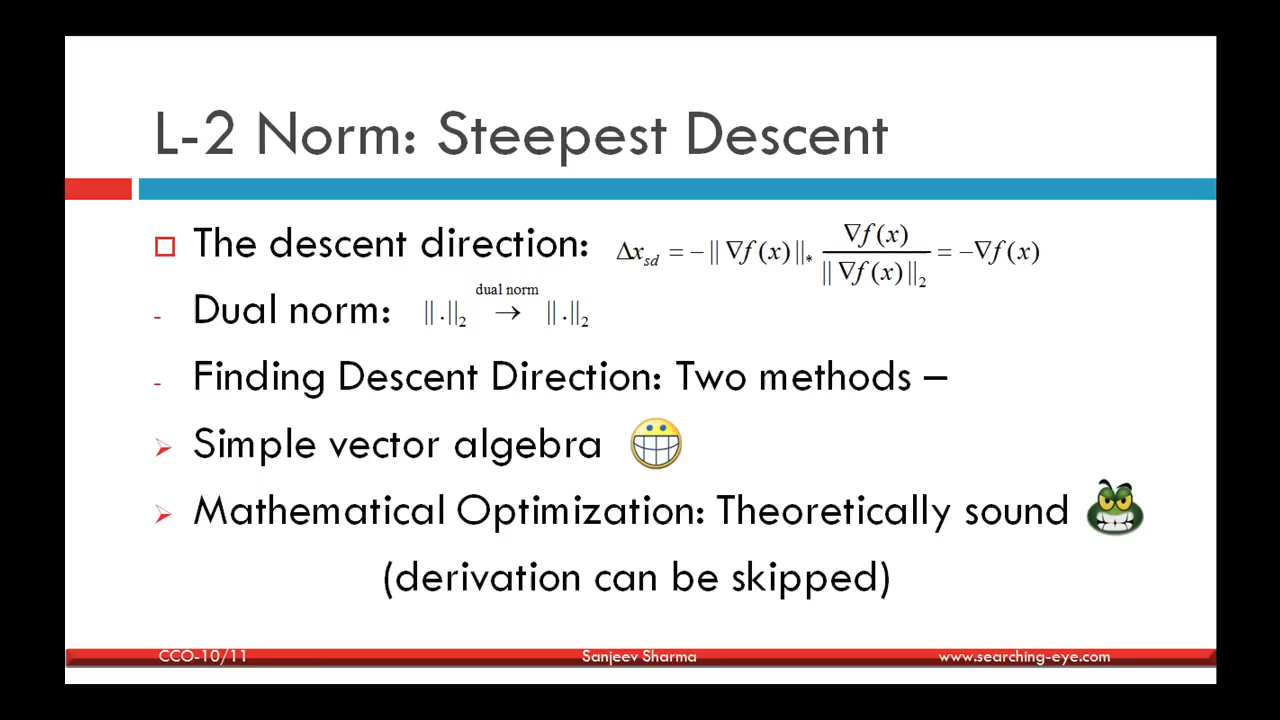 L-2 Norm: Steepest Descent
The descent direction: Δx_sd = − || ∇f(x) ||_* ∇f(x) / || ∇f(x) ||_2 = −∇f(x)
- Dual norm: || . ||_2 dual norm → || . ||_2
- Finding Descent Direction: Two methods –
Simple vector algebra
Mathematical Optimization: Theoretically sound
(derivation can be skipped)
CCO-10/11 Sanjeev Sharma www.searching-eye.com